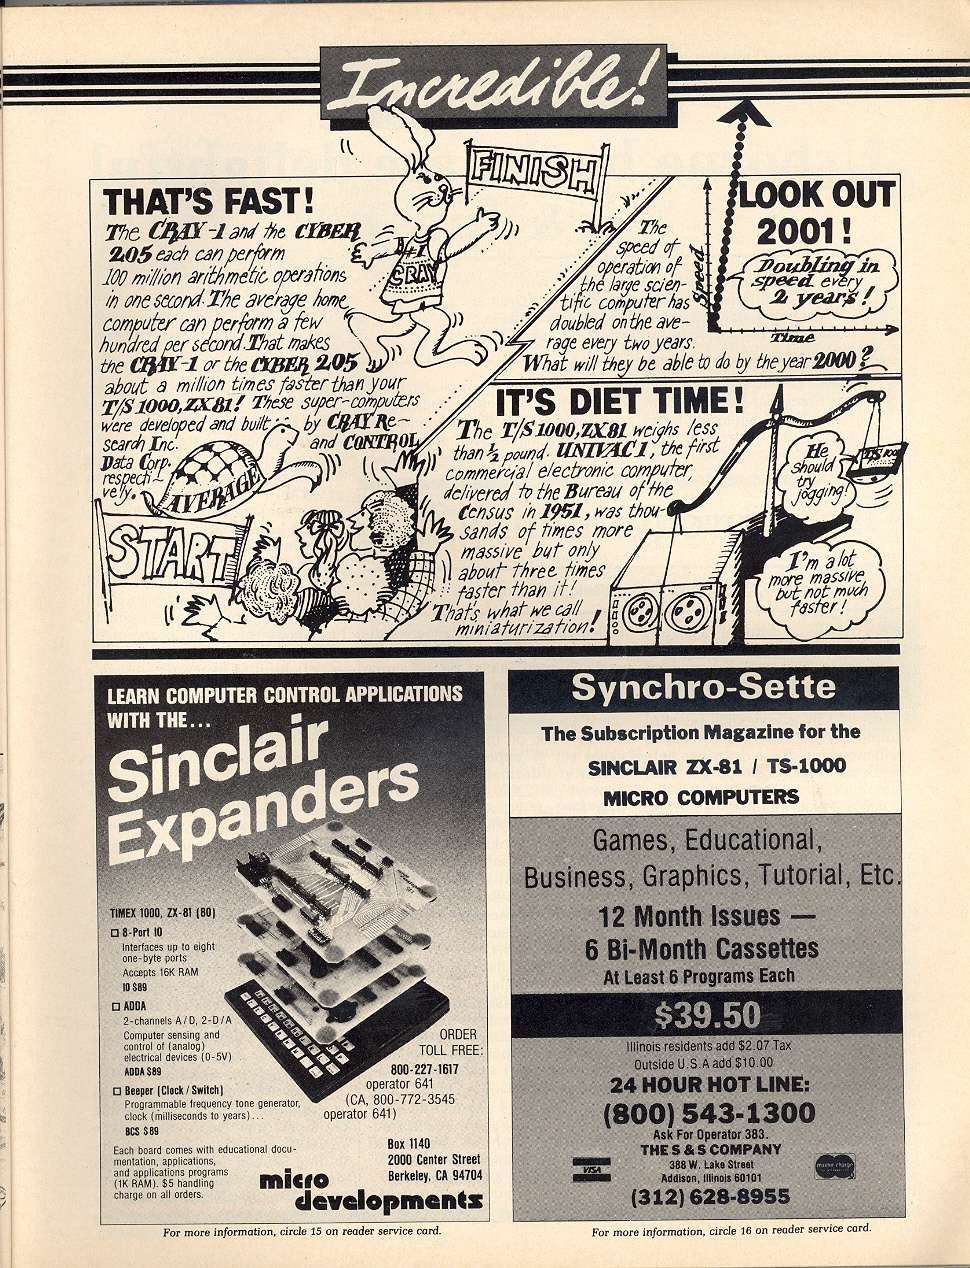 Incredible!
FINISH
THAT'S FAST!
The CRAY-1 and the CYBER
205 each can perform
100 million arithmetic operations
in one second. The average home
computer can perform a few
hundred per second. That makes
the CRAY-1 or the CYBER 205
about a million times faster than your
T/S 1000, ZX81! These super-computers
were developed and built by CRAY Re-
search Inc. and CONTROL
Data Corp.
respecti-
vely.
#1
CRAY
AVERAGE
START
The
speed of
operation of
the large scien-
tific computer has
doubled on the ave-
rage every two years.
What will they be able to do by the year 2000?
LOOK OUT
2001!
Speed
Doubling in
speed every
2 years!
Time
IT'S DIET TIME!
The T/S 1000, ZX81 weighs less
than ½ pound. UNIVAC 1, the first
commercial electronic computer,
delivered to the Bureau of the
Census in 1951, was thou-
sands of times more
massive but only
about three times
faster than it!
That's what we call
miniaturization!
He
should
try
jogging!
T/S 1000
I'm a lot
more massive
but not much
faster!
LEARN COMPUTER CONTROL APPLICATIONS
WITH THE...
Sinclair
Expanders
TIMEX 1000, ZX-81 (80)
8-Port IO
Interfaces up to eight
one-byte ports
Accepts 16K RAM
IO $89
ADDA
2-channels A/D, 2-D/A
Computer sensing and
control of (analog)
electrical devices (0-5V) ...
ADDA $89
Beeper (Clock/Switch)
Programmable frequency tone generator,
clock (milliseconds to years) ...
BCS $89
Each board comes with educational docu-
mentation, applications,
and applications programs
(1K RAM). $5 handling
charge on all orders.
ORDER
TOLL FREE:
800-227-1617
operator 641
(CA, 800-772-3545
operator 641)
Box 1140
2000 Center Street
Berkeley, CA 94704
micro
developments
For more information, circle 15 on reader service card.
Synchro-Sette
The Subscription Magazine for the
SINCLAIR ZX-81 / TS-1000
MICRO COMPUTERS
Games, Educational,
Business, Graphics, Tutorial, Etc.
12 Month Issues —
6 Bi-Month Cassettes
At Least 6 Programs Each
$39.50
Illinois residents add $2.07 Tax
Outside U.S.A add $10.00
24 HOUR HOT LINE:
(800) 543-1300
Ask For Operator 383.
THE S & S COMPANY
388 W. Lake Street
Addison, Illinois 60101
(312) 628-8955
VISA
master charge
For more information, circle 16 on reader service card.